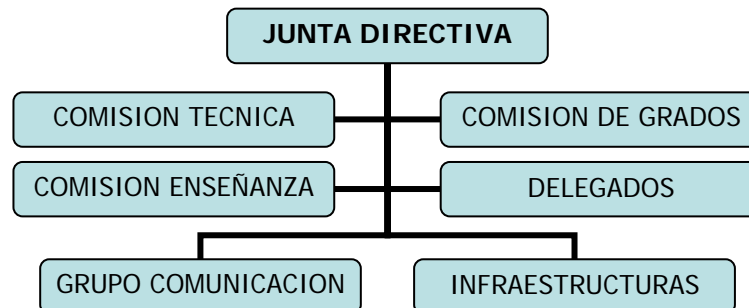 JUNTA DIRECTIVA
COMISION TECNICA
COMISION DE GRADOS
COMISION ENSEÑANZA
DELEGADOS
GRUPO COMUNICACION
INFRAESTRUCTURAS